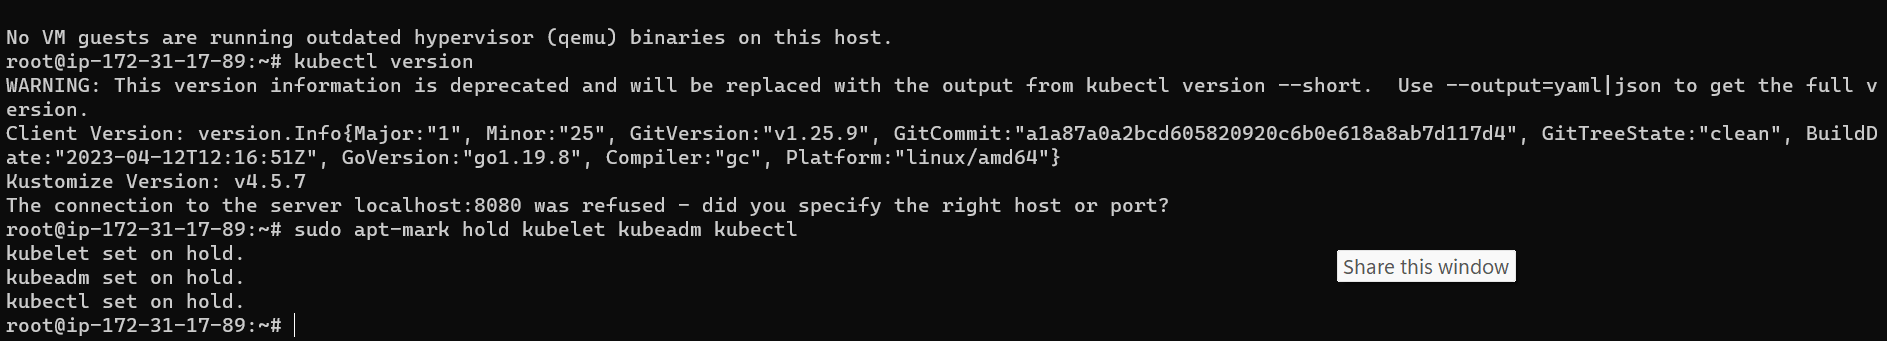 No VM guests are running outdated hypervisor (qemu) binaries on this host.
root@ip-172-31-17-89:~# kubectl version
WARNING: This version information is deprecated and will be replaced with the output from kubectl version --short.  Use --output=yaml|json to get the full v
ersion.
Client Version: version.Info{Major:"1", Minor:"25", GitVersion:"v1.25.9", GitCommit:"a1a87a0a2bcd605820920c6b0e618a8ab7d117d4", GitTreeState:"clean", BuildD
ate:"2023-04-12T12:16:51Z", GoVersion:"go1.19.8", Compiler:"gc", Platform:"linux/amd64"}
Kustomize Version: v4.5.7
The connection to the server localhost:8080 was refused - did you specify the right host or port?
root@ip-172-31-17-89:~# sudo apt-mark hold kubelet kubeadm kubectl
kubelet set on hold.
Share this window
kubeadm set on hold.
kubectl set on hold.
root@ip-172-31-17-89:~#